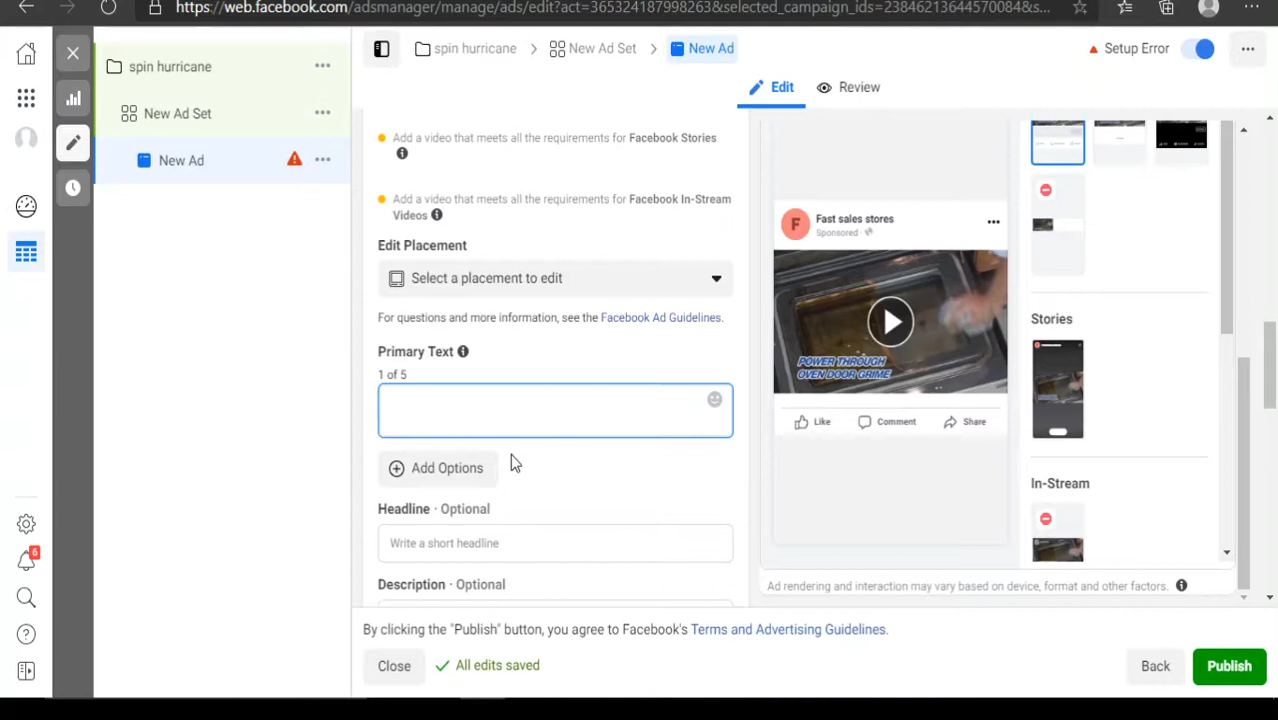 https://web.facebook.com/adsmanager/manage/ads/edit?act=365324187998263&selected_campaign_ids=23846213644570084&s...
spin hurricane
New Ad Set
New Ad
spin hurricane > New Ad Set > New Ad
Setup Error
Edit
Review
Add a video that meets all the requirements for Facebook Stories
Add a video that meets all the requirements for Facebook In-Stream
Videos
Edit Placement
Select a placement to edit
For questions and more information, see the Facebook Ad Guidelines.
Primary Text
1 of 5
Add Options
Headline · Optional
Write a short headline
Description · Optional
F
Fast sales stores
Sponsored ·
POWER THROUGH
OVEN DOOR GRIME
Like
Comment
Share
Stories
In-Stream
Ad rendering and interaction may vary based on device, format and other factors.
By clicking the "Publish" button, you agree to Facebook's Terms and Advertising Guidelines.
Close
All edits saved
Back
Publish
6